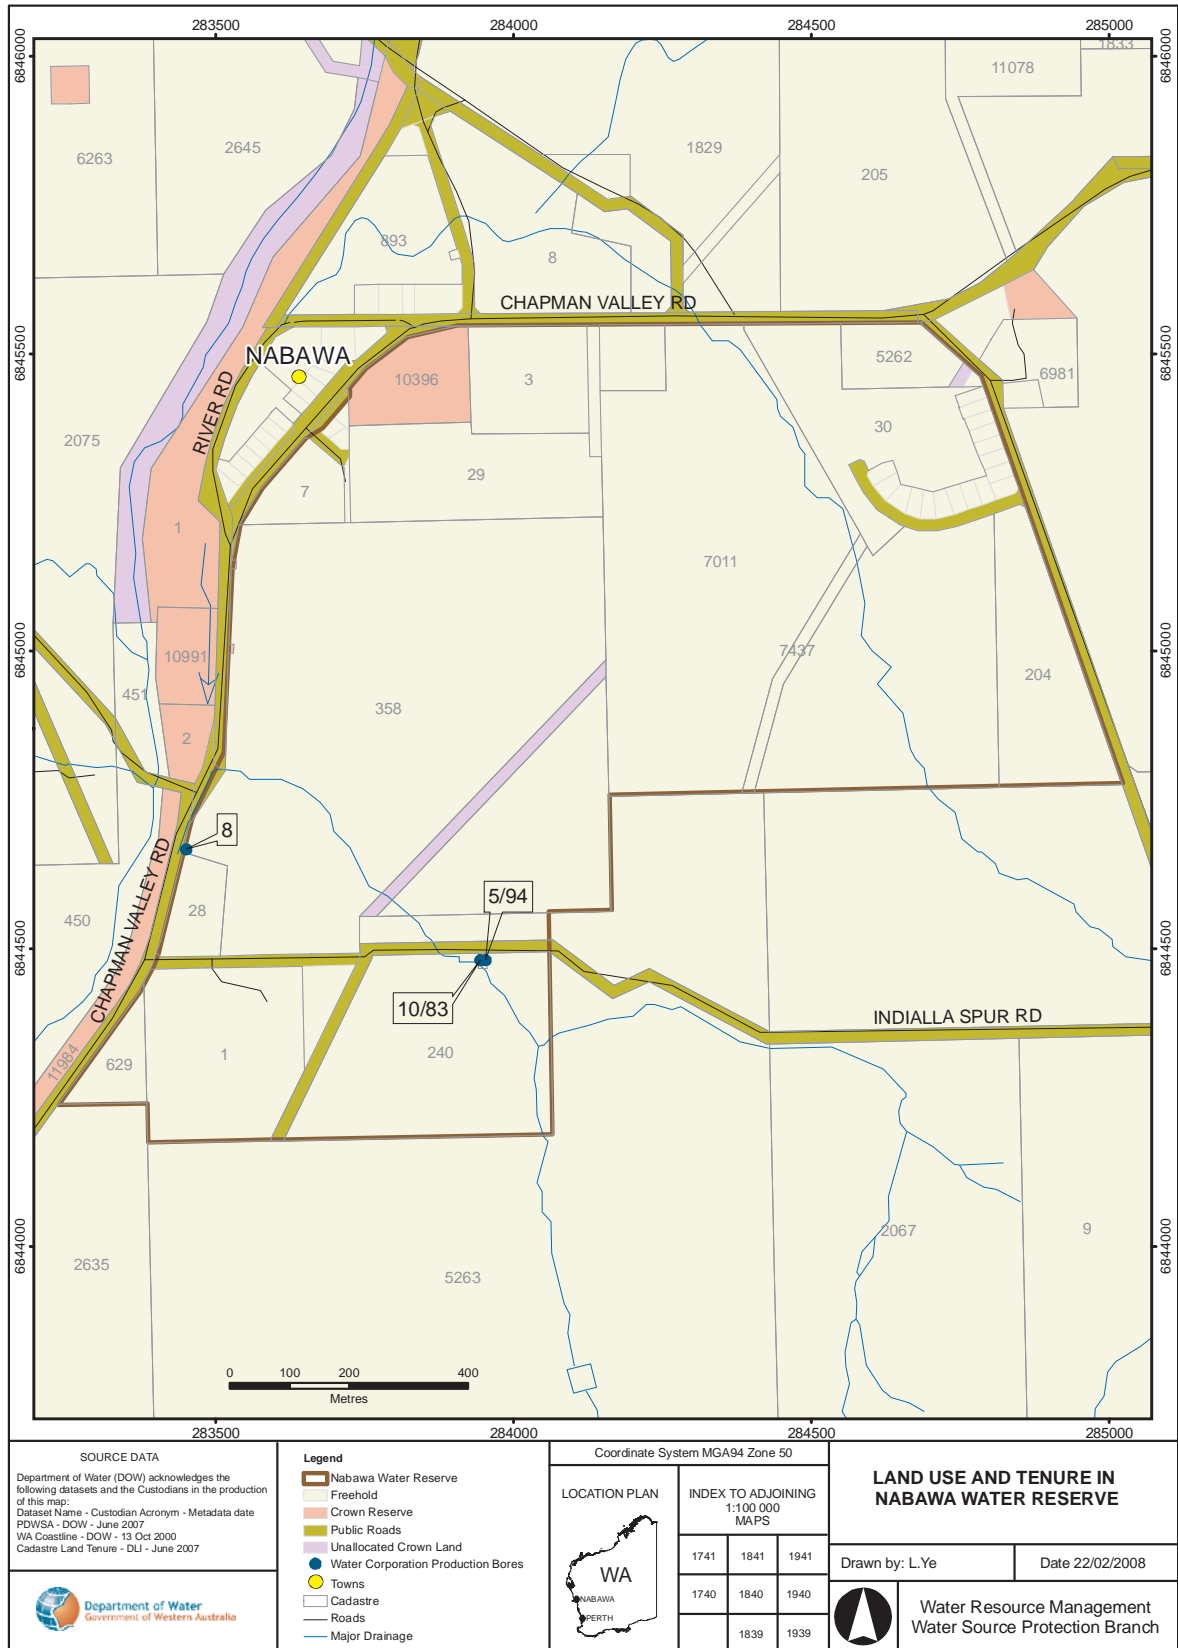 283500
284000
284500
285000
6846000
6846000
1833
11078
6263
2645
1829
205
893
8
CHAPMAN VALLEY RD
6845500
NABAWA
6845500
5262
10396
3
6981
RIVER RD
2075
30
29
7
1
7011
6845000
10991
7437
6845000
451
204
358
2
8
CHAPMAN VALLEY RD
5/94
28
450
6844500
6844500
10/83
INDIALLA SPUR RD
240
1
629
11984
2067
9
6844000
6844000
2635
5263
0 100 200 400
Metres
283500
284000
284500
285000
SOURCE DATA
Department of Water (DOW) acknowledges the
following datasets and the Custodians in the production
of this map:
Dataset Name - Custodian Acronym - Metadata date
PDWSA - DOW - June 2007
WA Coastline - DOW - 13 Oct 2000
Cadastre Land Tenure - DLI - June 2007
Department of Water
Government of Western Australia
Legend
Nabawa Water Reserve
Freehold
Crown Reserve
Public Roads
Unallocated Crown Land
Water Corporation Production Bores
Towns
Cadastre
Roads
Major Drainage
Coordinate System MGA94 Zone 50
LOCATION PLAN
WA
NABAWA
PERTH
INDEX TO ADJOINING
1:100 000
MAPS
1741 1841 1941
1740 1840 1940
1839 1939
LAND USE AND TENURE IN
NABAWA WATER RESERVE
Drawn by: L.Ye
Date 22/02/2008
Water Resource Management
Water Source Protection Branch